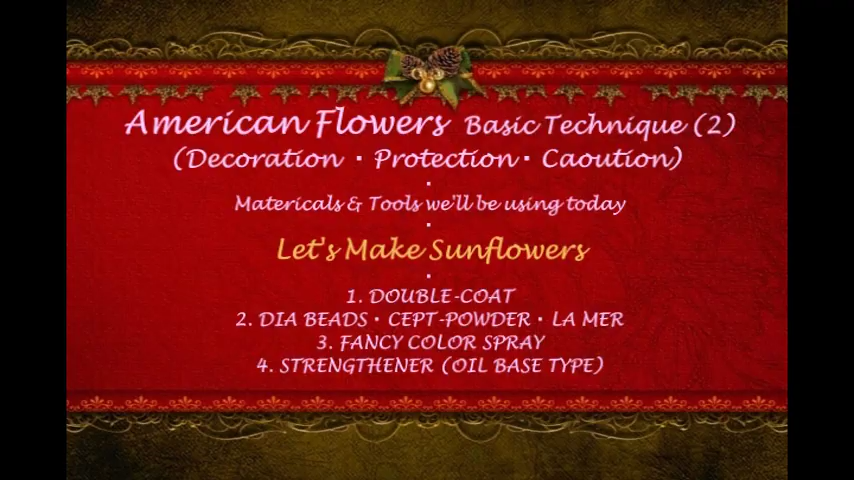 American Flowers Basic Technique (2)
(Decoration · Protection · Caoution)
Matericals & Tools we'll be using today
Let's Make Sunflowers
1. DOUBLE-COAT
2. DIA BEADS · CEPT-POWDER · LA MER
3. FANCY COLOR SPRAY
4. STRENGTHENER (OIL BASE TYPE)